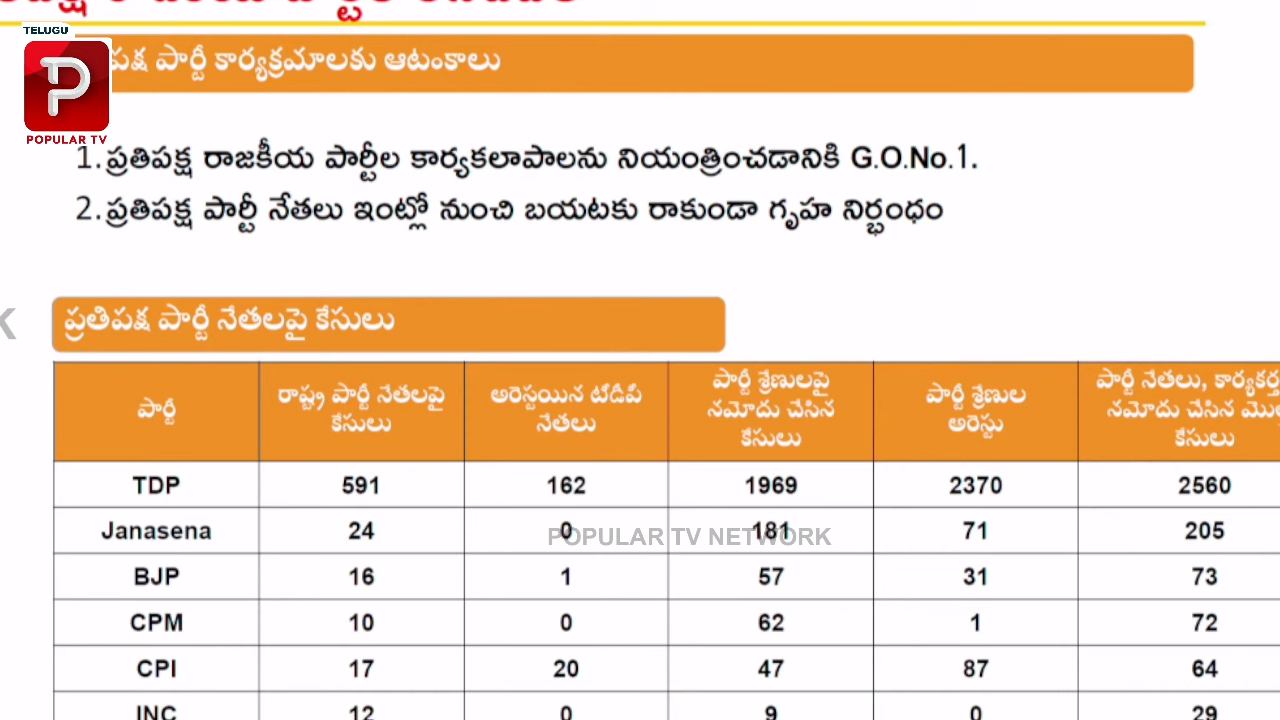 TELUGU
POPULAR TV
పార్టీ కార్యక్రమాలకు ఆటంకాలు
1. ప్రతిపక్ష రాజకీయ పార్టీల కార్యకలాపాలను నియంత్రించడానికి G.O.No.1.
2. ప్రతిపక్ష పార్టీ నేతలు ఇంట్లో నుంచి బయటకు రాకుండా గృహ నిర్భంధం
K
ప్రతిపక్ష పార్టీ నేతలపై కేసులు
పార్టీ
రాష్ట్ర పార్టీ నేతలపై
కేసులు
అరెస్టయిన టీడీపీ
నేతలు
పార్టీ శ్రేణులపై
నమోదు చేసిన
కేసులు
పార్టీ శ్రేణుల
అరెస్టు
పార్టీ నేతలు,
నమోదు చేసిన
కేసులు
TDP 591 162 1969 2370 2560
Janasena 24 0 181 71 205
POPULAR TV NETWORK
BJP 16 1 57 31 73
CPM 10 0 62 1 72
CPI 17 20 47 87 64
INC 12 0 9 0 29